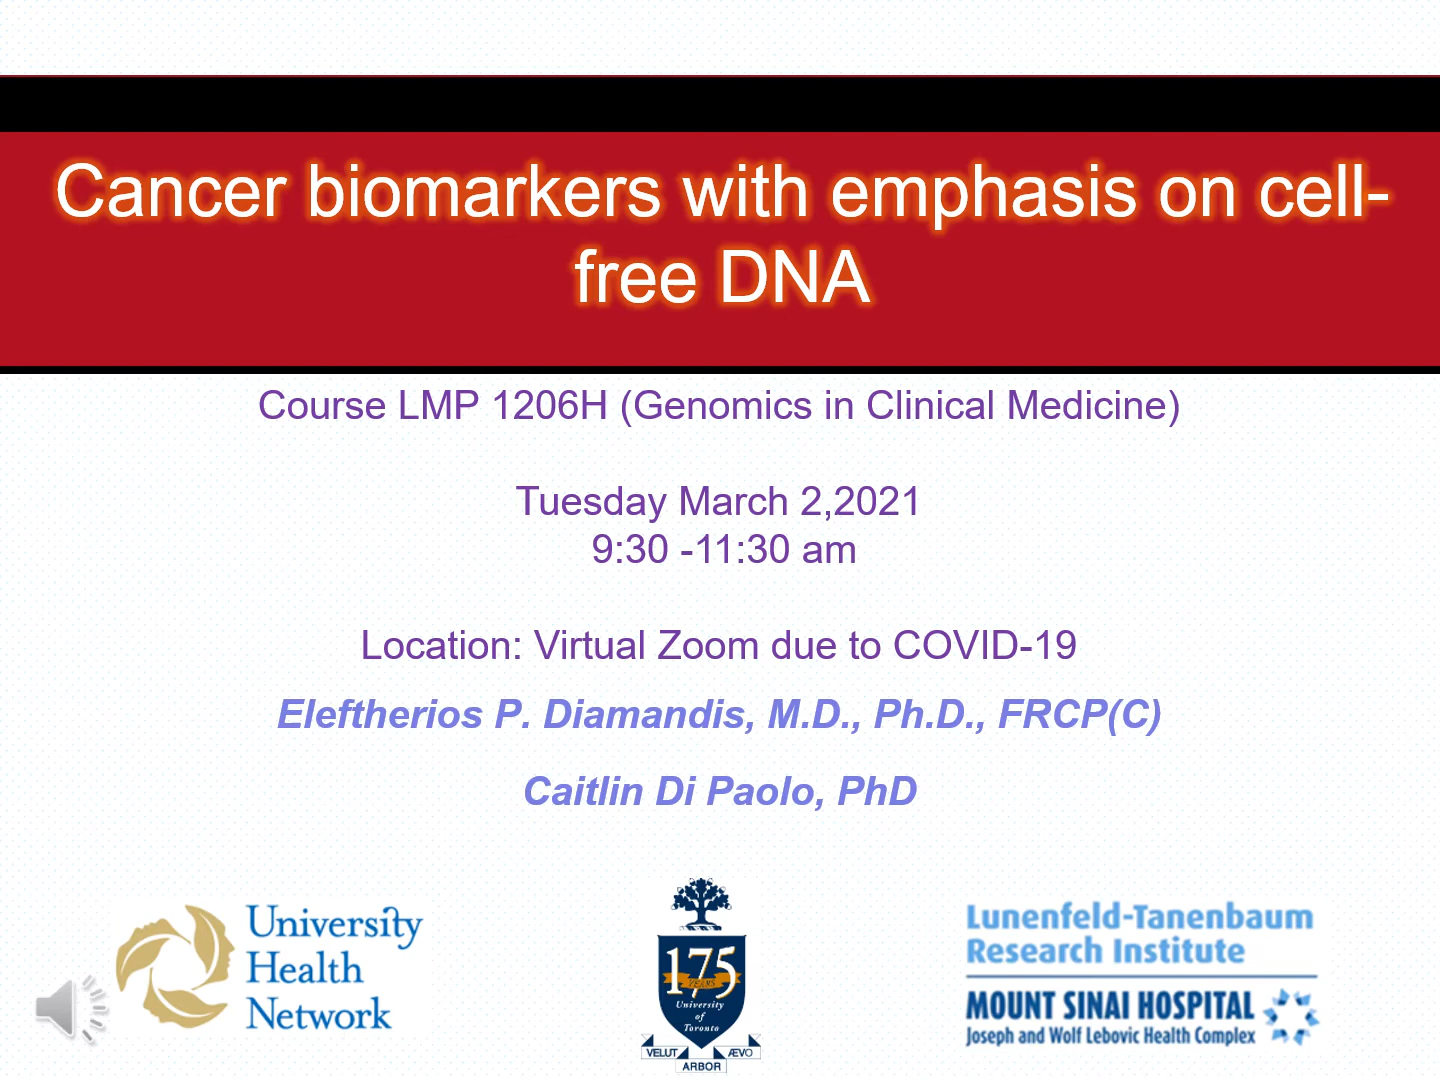 Cancer biomarkers with emphasis on cell-
free DNA
Course LMP 1206H (Genomics in Clinical Medicine)
Tuesday March 2,2021
9:30 -11:30 am
Location: Virtual Zoom due to COVID-19
Eleftherios P. Diamandis, M.D., Ph.D., FRCP(C)
Caitlin Di Paolo, PhD
University
Health
Network
175
YEARS
University
of
Toronto
VELUT ÆVO
ARBOR
Lunenfeld-Tanenbaum
Research Institute
MOUNT SINAI HOSPITAL
Joseph and Wolf Lebovic Health Complex